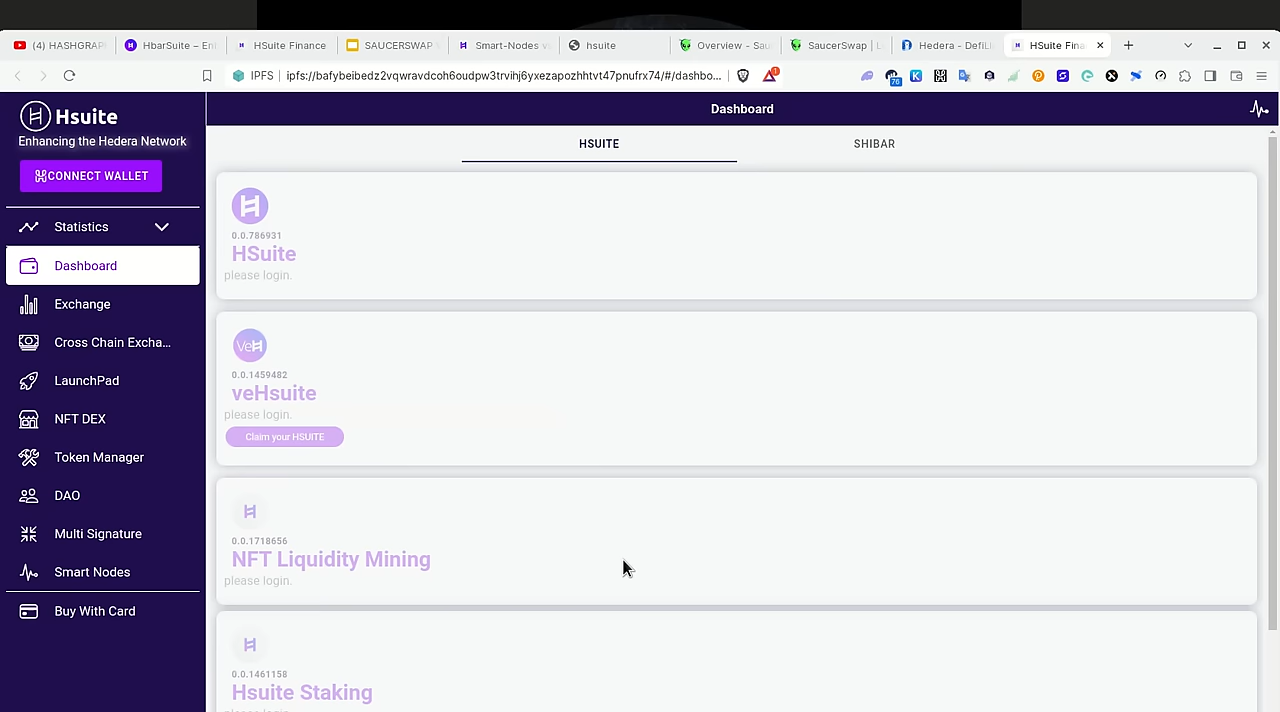 (4) HASHGRAP
HbarSuite – En
HSuite Finance
SAUCERSWAP
Smart-Nodes v
hsuite
Overview - Sau
SaucerSwap | L
Hedera - DefiLl
HSuite Fina
IPFS
ipfs://bafybeibedz2vqwravdcoh6oudpw3trvihj6yxezapozhhtvt47pnufrx74/#/dashbo...
1
76
Hsuite
Enhancing the Hedera Network
CONNECT WALLET
Statistics
Dashboard
Exchange
Cross Chain Excha...
LaunchPad
NFT DEX
Token Manager
DAO
Multi Signature
Smart Nodes
Buy With Card
Dashboard
HSUITE
SHIBAR
0.0.786931
HSuite
please login.
0.0.1459482
veHsuite
please login.
Claim your HSUITE
0.0.1718656
NFT Liquidity Mining
please login.
0.0.1461158
Hsuite Staking